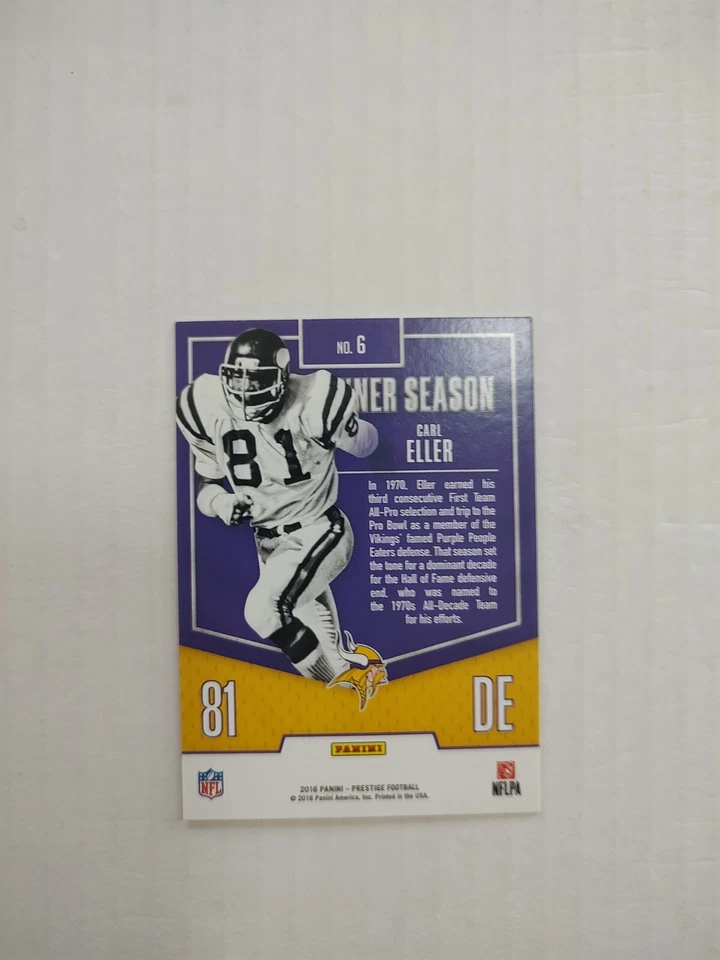 NO. 6
NNER SEASON
CARL
ELLER
In 1970, Eller earned his
third consecutive First Team
All-Pro selection and trip to the
Pro Bowl as a member of the
Vikings' famed Purple People
Eaters defense. That season set
the tone for a dominant decade
for the Hall of Fame defensive
end, who was named to
the 1970s All-Decade Team
for his efforts.
81
8
81
DE
PANINI
NFL
2016 PANINI – PRESTIGE FOOTBALL
© 2016 Panini America, Inc. Printed in the USA.
NFLPA